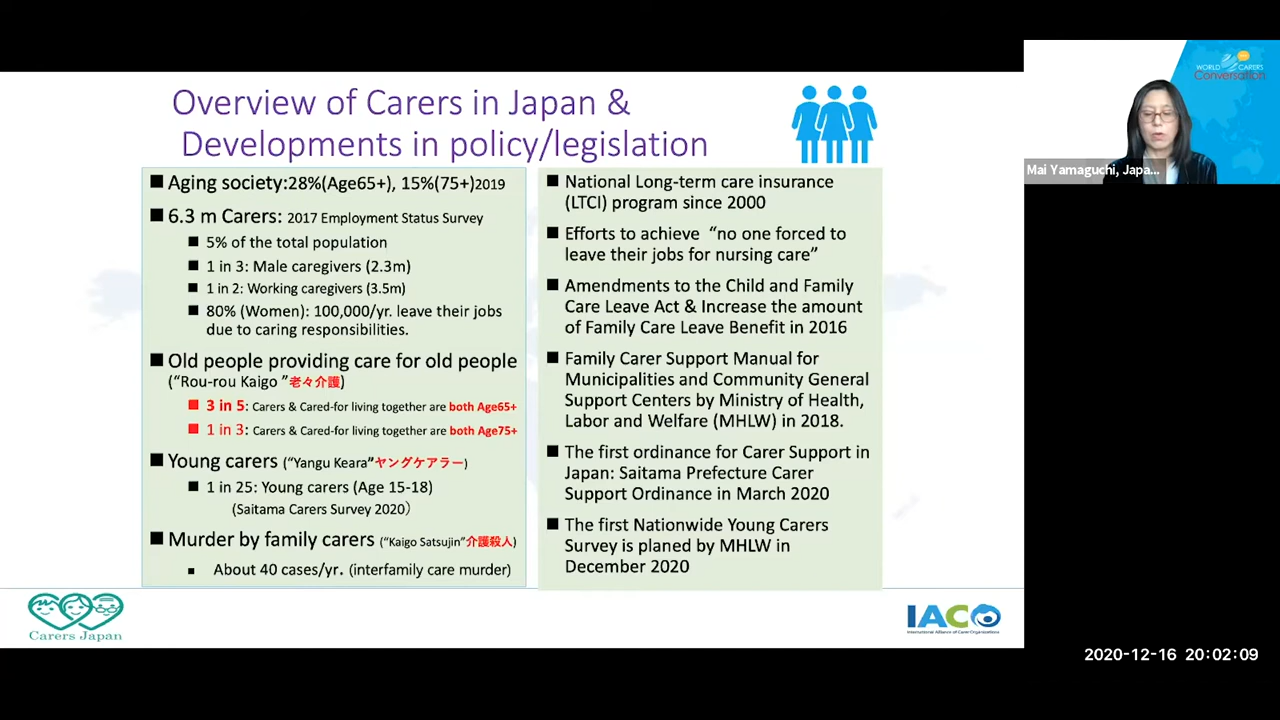 Overview of Carers in Japan &
Developments in policy/legislation
Aging society:28%(Age65+), 15%(75+)2019
6.3 m Carers: 2017 Employment Status Survey
5% of the total population
1 in 3: Male caregivers (2.3m)
1 in 2: Working caregivers (3.5m)
80% (Women): 100,000/yr. leave their jobs
due to caring responsibilities.
Old people providing care for old people
(“Rou-rou Kaigo ”老々介護)
3 in 5: Carers & Cared-for living together are both Age65+
1 in 3: Carers & Cared-for living together are both Age75+
Young carers (“Yangu Keara”ヤングケアラー)
1 in 25: Young carers (Age 15-18)
(Saitama Carers Survey 2020）
Murder by family carers (“Kaigo Satsujin”介護殺人)
About 40 cases/yr. (interfamily care murder)
National Long-term care insurance
(LTCI) program since 2000
Efforts to achieve “no one forced to
leave their jobs for nursing care”
Amendments to the Child and Family
Care Leave Act & Increase the amount
of Family Care Leave Benefit in 2016
Family Carer Support Manual for
Municipalities and Community General
Support Centers by Ministry of Health,
Labor and Welfare (MHLW) in 2018.
The first ordinance for Carer Support in
Japan: Saitama Prefecture Carer
Support Ordinance in March 2020
The first Nationwide Young Carers
Survey is planed by MHLW in
December 2020
Carers Japan
IACO
International Alliance of Carer Organizations
WORLD CARERS
Conversation
Mai Yamaguchi, Japa...
2020-12-16 20:02:09